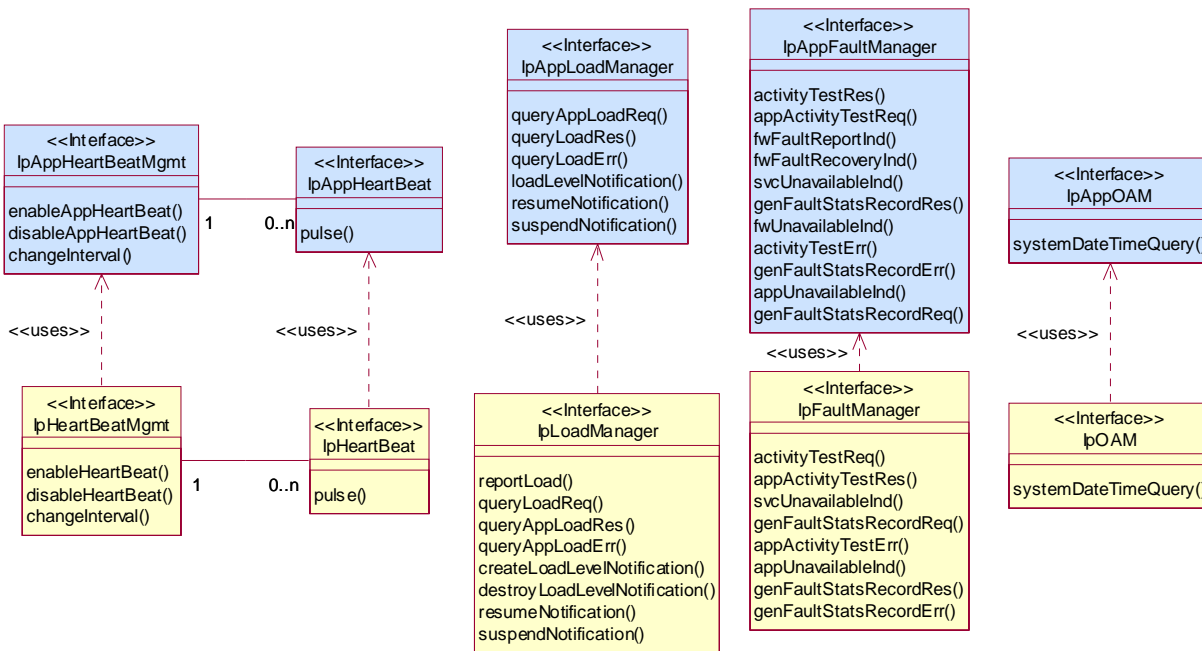 <<Interface>>
IpAppHeartBeatMgmt
enableAppHeartBeat()
disableAppHeartBeat()
changeInterval()
1
0..n
<<Interface>>
IpAppHeartBeat
pulse()
<<Interface>>
IpAppLoadManager
queryAppLoadReq()
queryLoadRes()
queryLoadErr()
loadLevelNotification()
resumeNotification()
suspendNotification()
<<Interface>>
IpAppFaultManager
activityTestRes()
appActivityTestReq()
fwFaultReportInd()
fwFaultRecoveryInd()
svcUnavailableInd()
genFaultStatsRecordRes()
fwUnavailableInd()
activityTestErr()
genFaultStatsRecordErr()
appUnavailableInd()
genFaultStatsRecordReq()
<<Interface>>
IpAppOAM
systemDateTimeQuery()
<<uses>>
<<uses>>
<<uses>>
<<uses>>
<<uses>>
<<Interface>>
IpHeartBeatMgmt
enableHeartBeat()
disableHeartBeat()
changeInterval()
1
0..n
<<Interface>>
IpHeartBeat
pulse()
<<Interface>>
IpLoadManager
reportLoad()
queryLoadReq()
queryAppLoadRes()
queryAppLoadErr()
createLoadLevelNotification()
destroyLoadLevelNotification()
resumeNotification()
suspendNotification()
<<Interface>>
IpFaultManager
activityTestReq()
appActivityTestRes()
svcUnavailableInd()
genFaultStatsRecordReq()
appActivityTestErr()
appUnavailableInd()
genFaultStatsRecordRes()
genFaultStatsRecordErr()
<<Interface>>
IpOAM
systemDateTimeQuery()